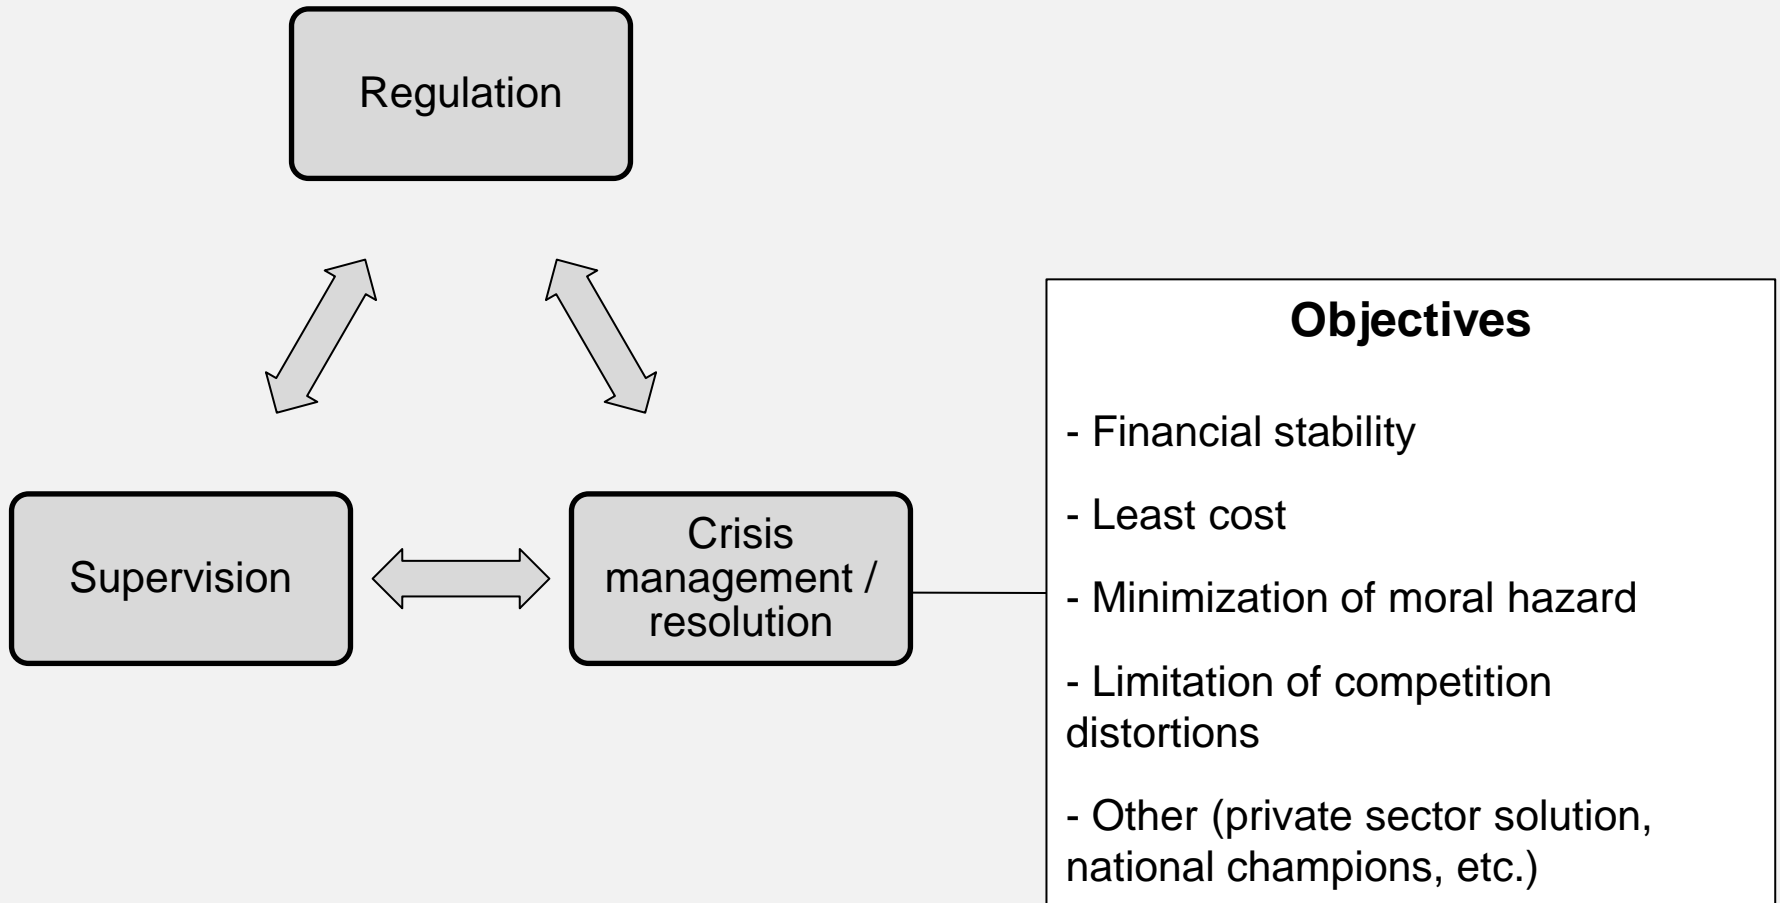 Regulation
Supervision
Crisis
management /
resolution
Objectives
- Financial stability
- Least cost
- Minimization of moral hazard
- Limitation of competition
distortions
- Other (private sector solution,
national champions, etc.)